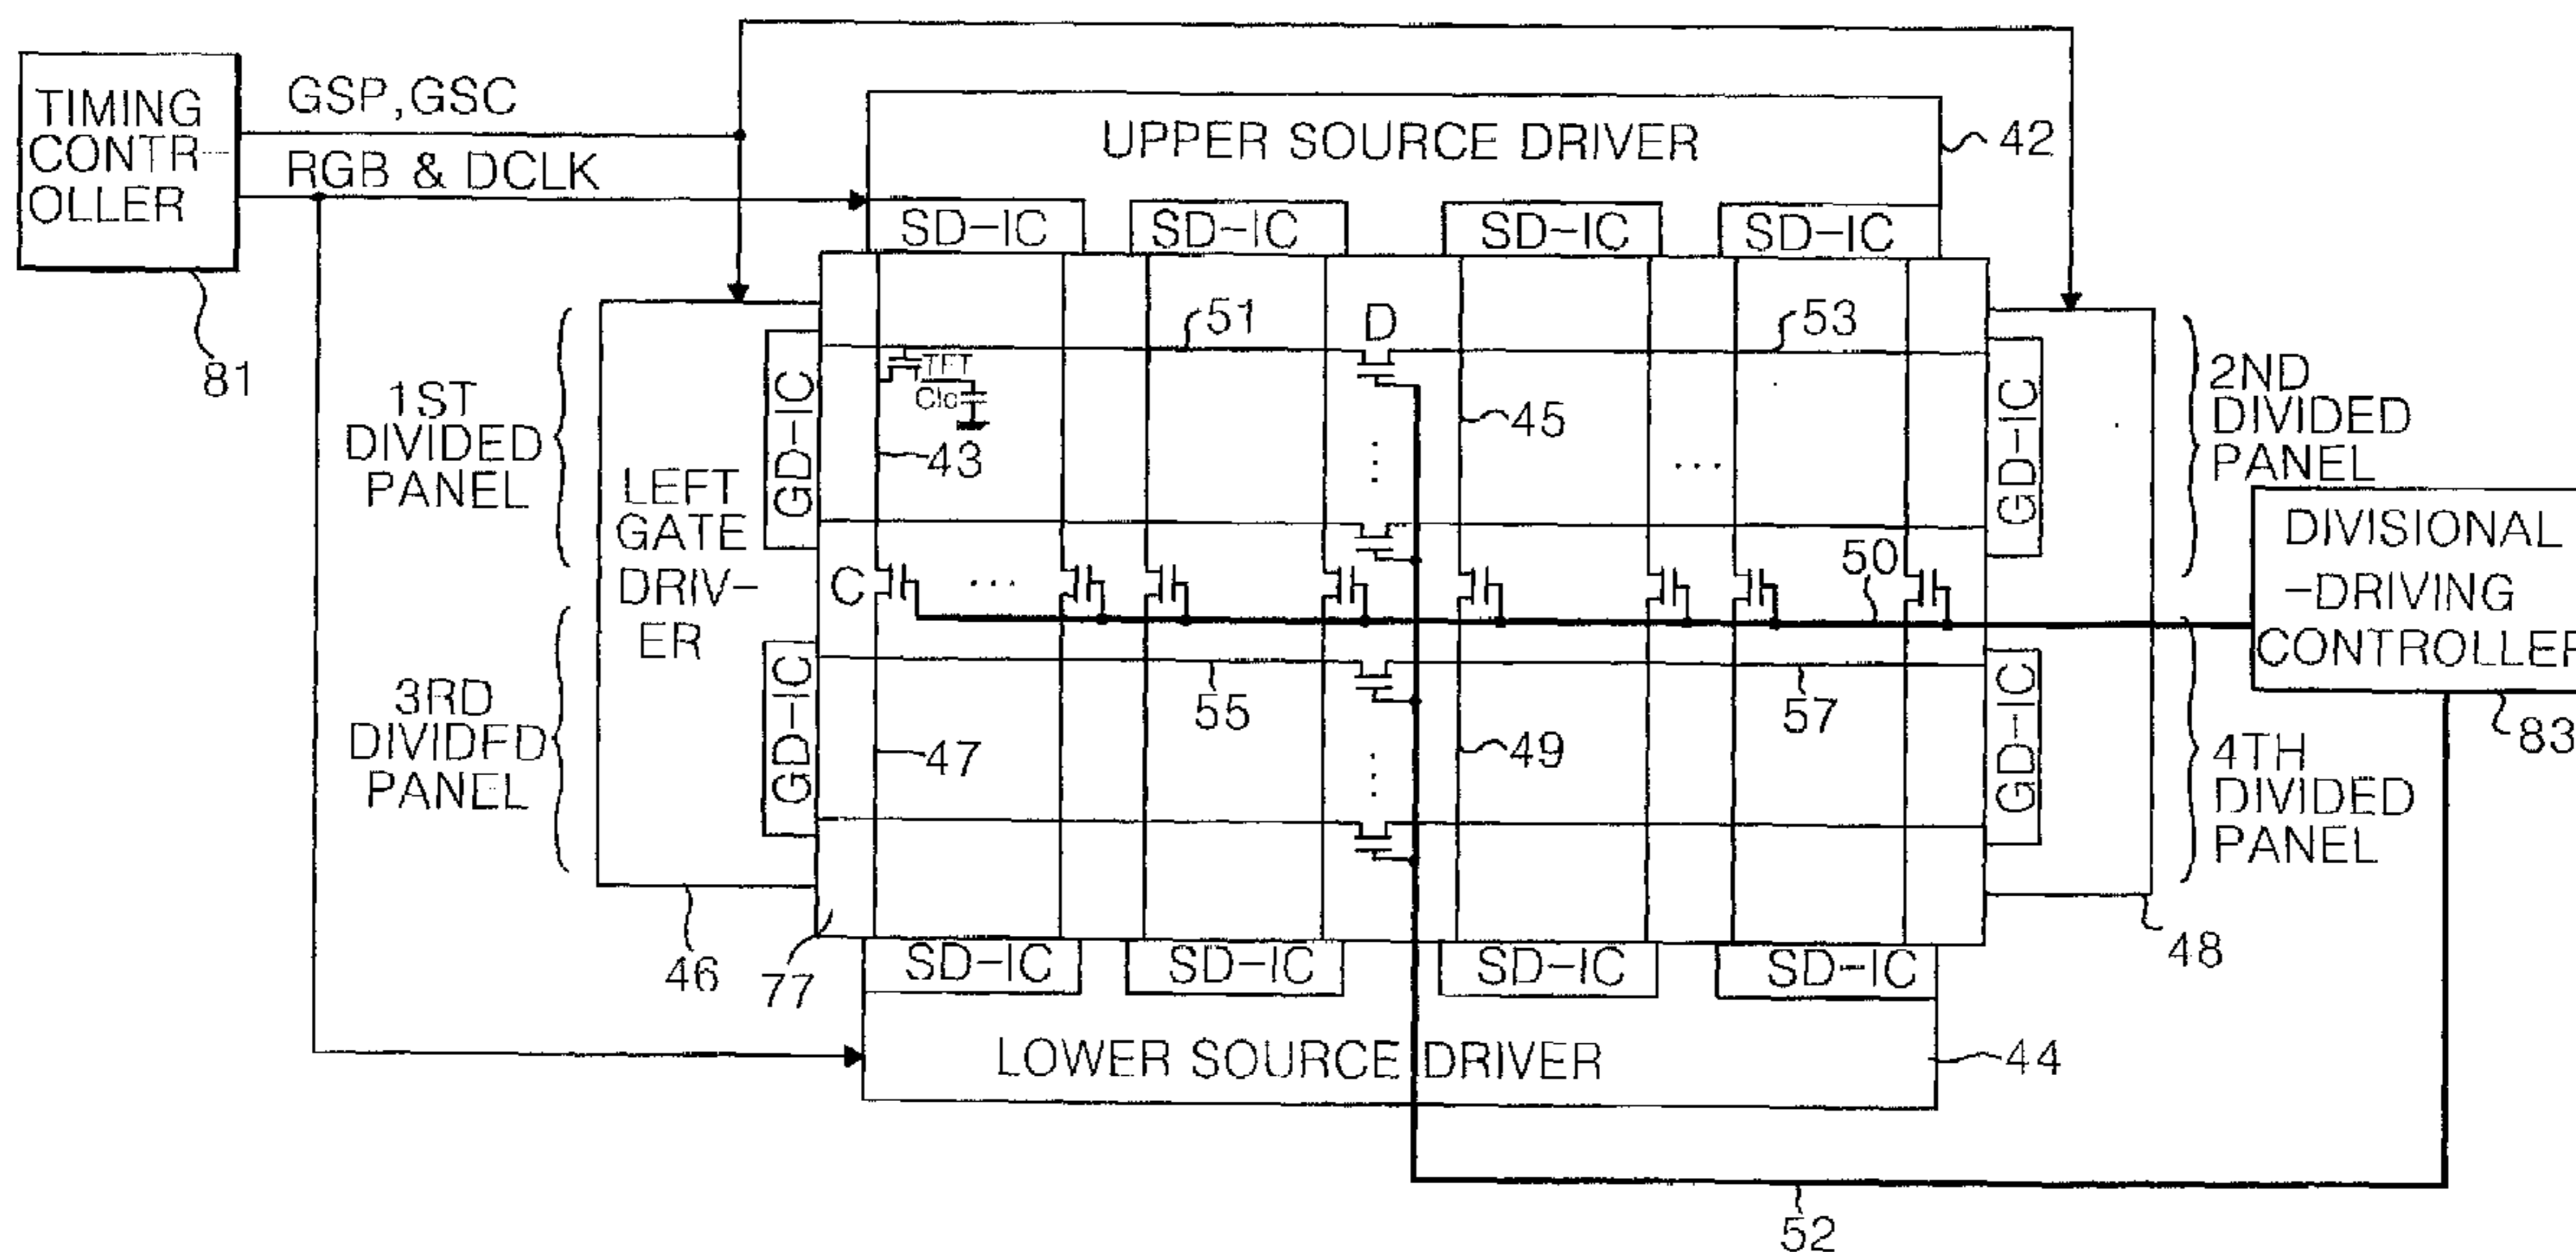 TIMING
CONTR-
OLLER
81
GSP,GSC
RGB & DCLK
UPPER SOURCE DRIVER
42
SD-IC SD-IC SD-IC SD-IC
1ST
DIVIDED
PANEL
3RD
DIVIDED
PANEL
LEFT
GATE
DRIV-
ER
46
GD-IC
GD-IC
77
51
D
53
TFT
Clc
43
45
...
...
C
...
50
55
57
47
49
...
GD-IC
GD-IC
2ND
DIVIDED
PANEL
4TH
DIVIDED
PANEL
48
DIVISIONAL
-DRIVING
CONTROLLER
83
SD-IC SD-IC SD-IC SD-IC
LOWER SOURCE DRIVER
44
52